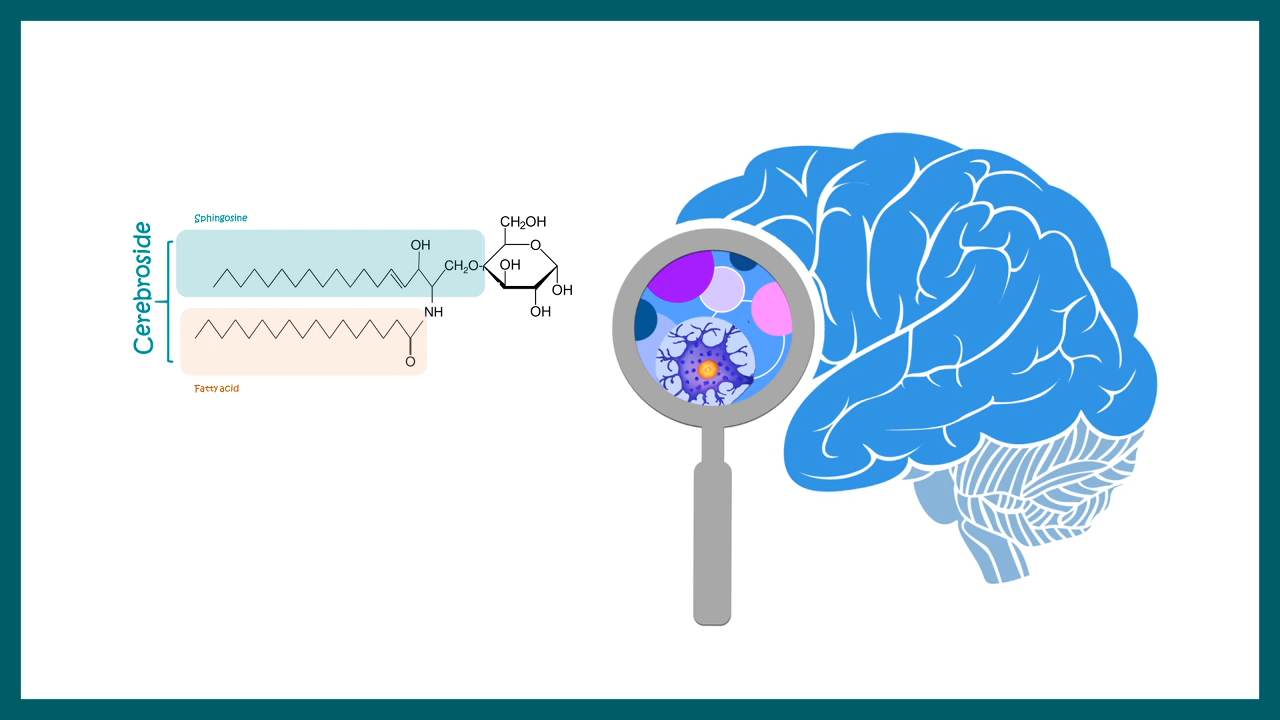 Cerebroside
Sphingosine
CH₂OH
OH
O
CH₂O
OH
OH
OH
NH
O
Fatty acid